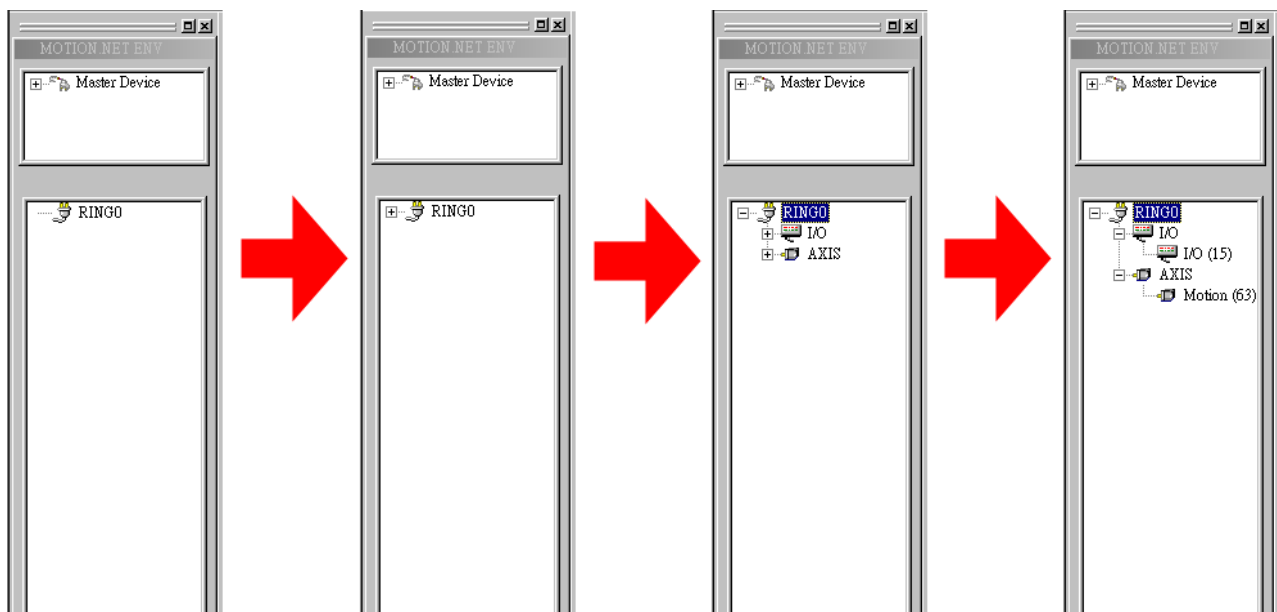 MOTION.NET ENV
Master Device
RING0
MOTION.NET ENV
Master Device
RING0
MOTION.NET ENV
Master Device
RING0
I/O
AXIS
MOTION.NET ENV
Master Device
RING0
I/O
I/O (15)
AXIS
Motion (63)